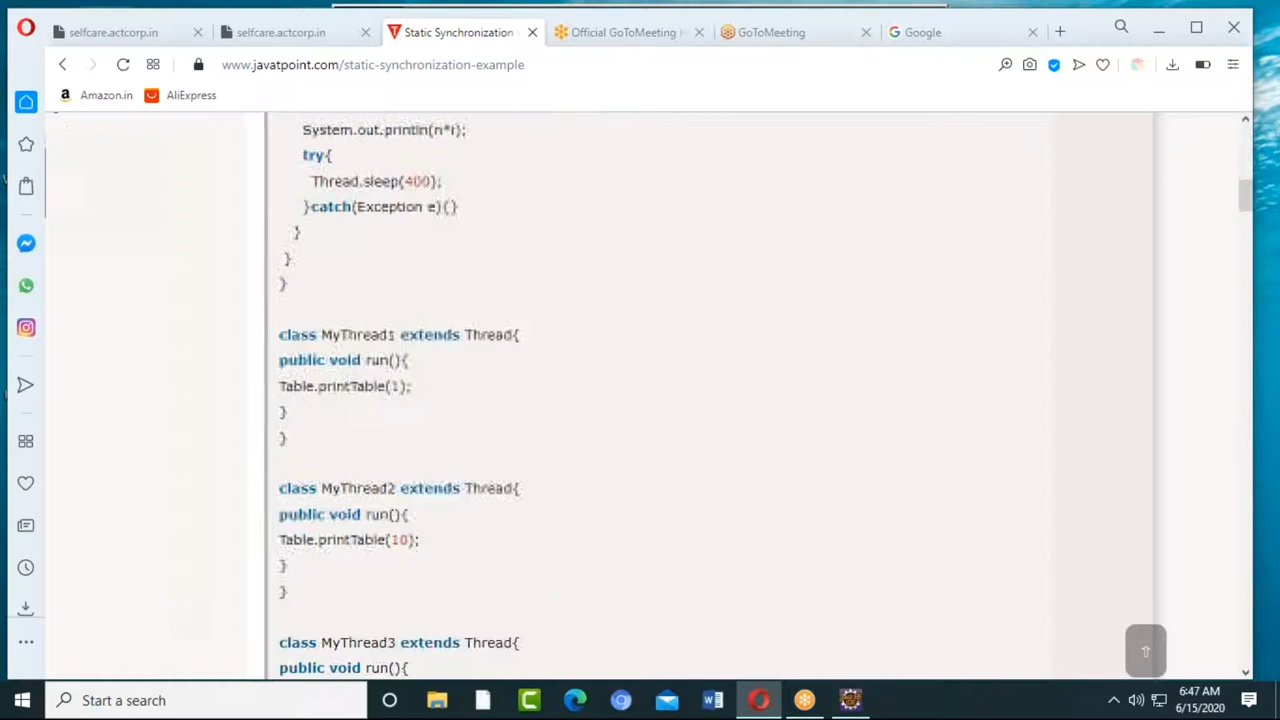 selfcare.actcorp.in
selfcare.actcorp.in
Static Synchronization
Official GoToMeeting
GoToMeeting
Google
www.javatpoint.com/static-synchronization-example
Amazon.in
AliExpress
System.out.println(n*i);
try{
Thread.sleep(400);
}catch(Exception e){}
}
}
}
class MyThread1 extends Thread{
public void run(){
Table.printTable(1);
}
}
class MyThread2 extends Thread{
public void run(){
Table.printTable(10);
}
}
class MyThread3 extends Thread{
public void run(){
Start a search
6:47 AM
6/15/2020